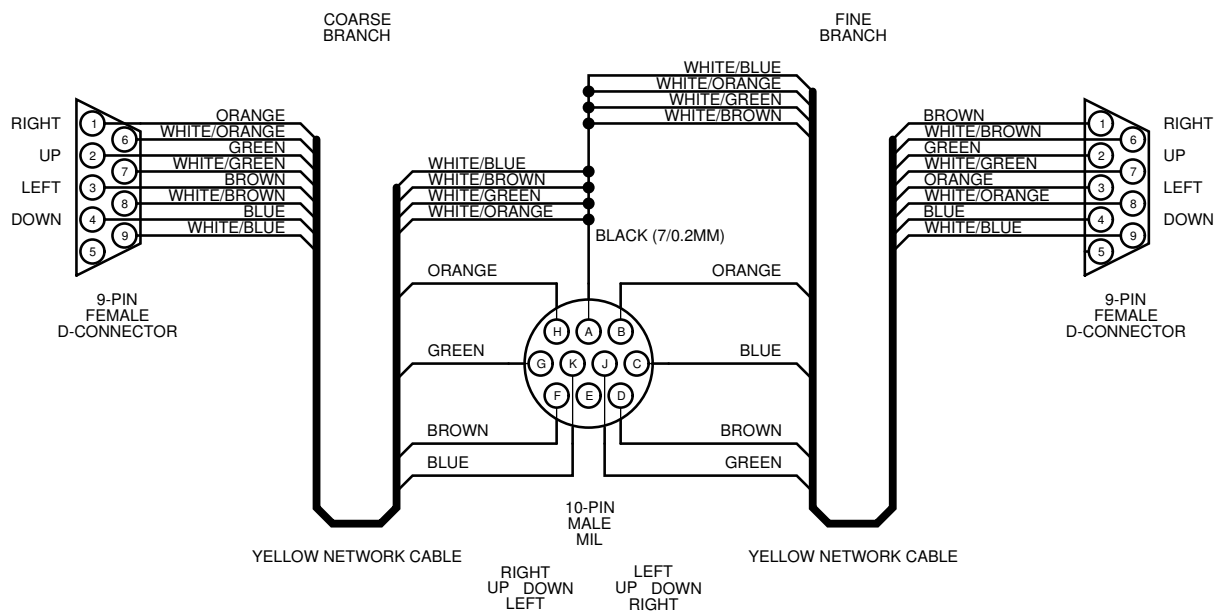 COARSE
BRANCH
FINE
BRANCH
WHITE/BLUE
WHITE/ORANGE
WHITE/GREEN
WHITE/BROWN
RIGHT
UP
LEFT
DOWN
1
2
3
4
5
6
7
8
9
ORANGE
WHITE/ORANGE
GREEN
WHITE/GREEN
BROWN
WHITE/BROWN
BLUE
WHITE/BLUE
9-PIN
FEMALE
D-CONNECTOR
WHITE/BLUE
WHITE/BROWN
WHITE/GREEN
WHITE/ORANGE
BLACK (7/0.2MM)
ORANGE
GREEN
BROWN
BLUE
H
A
B
G
K
J
C
F
E
D
ORANGE
BLUE
BROWN
GREEN
10-PIN
MALE
MIL
BROWN
WHITE/BROWN
GREEN
WHITE/GREEN
ORANGE
WHITE/ORANGE
BLUE
WHITE/BLUE
1
2
3
4
5
6
7
8
9
RIGHT
UP
LEFT
DOWN
9-PIN
FEMALE
D-CONNECTOR
YELLOW NETWORK CABLE
YELLOW NETWORK CABLE
RIGHT
UP DOWN
LEFT
LEFT
UP DOWN
RIGHT